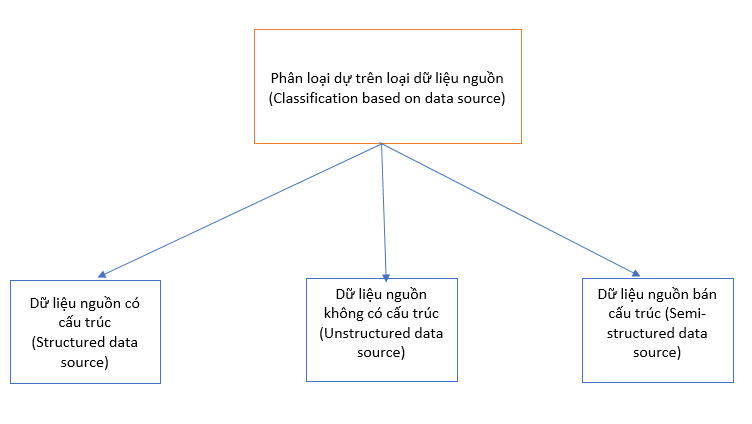 Phân loại dự trên loại dữ liệu nguồn
(Classification based on data source)
Dữ liệu nguồn có
cấu trúc
(Structured data
source)
Dữ liệu nguồn
không có cấu trúc
(Unstructured data
source)
Dữ liệu nguồn bán
cấu trúc (Semi-
structured data
source)